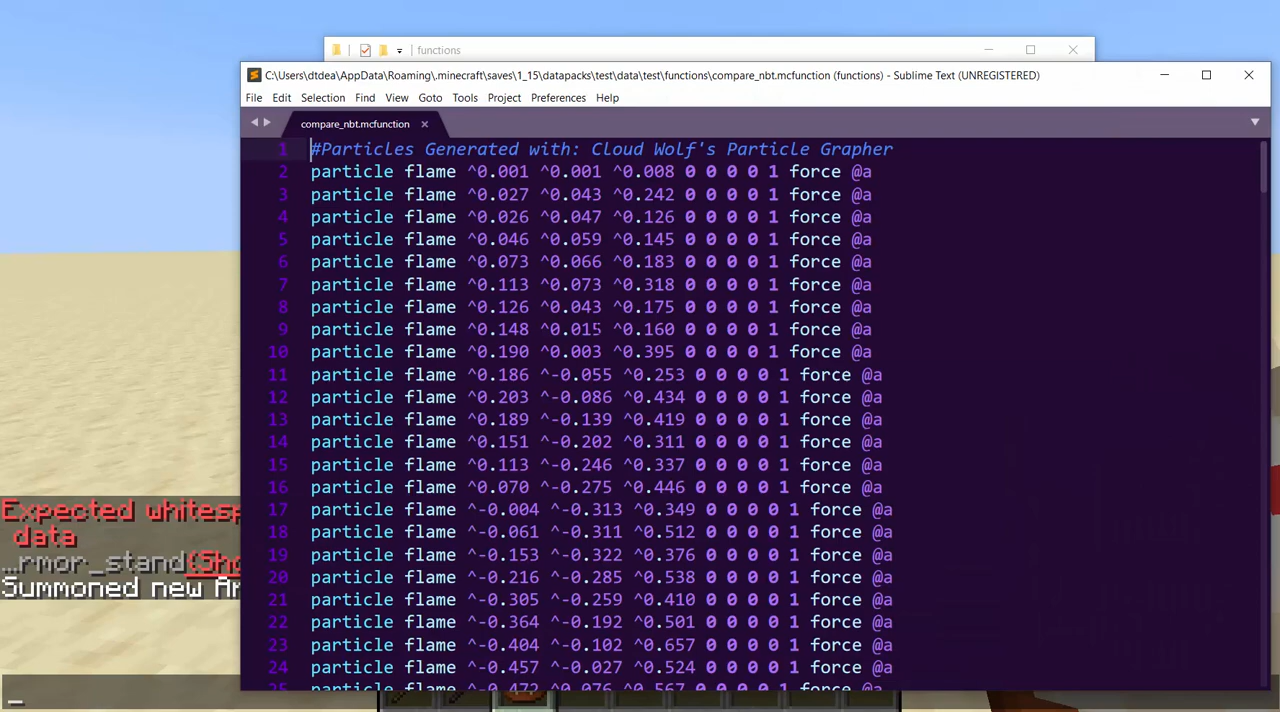 functions
C:\Users\dtdea\AppData\Roaming\.minecraft\saves\1_15\datapacks\test\data\test\functions\compare_nbt.mcfunction (functions) - Sublime Text (UNREGISTERED)
File Edit Selection Find View Goto Tools Project Preferences Help
compare_nbt.mcfunction
1 #Particles Generated with: Cloud Wolf's Particle Grapher
2 particle flame ^0.001 ^0.001 ^0.008 0 0 0 0 1 force @a
3 particle flame ^0.027 ^0.043 ^0.242 0 0 0 0 1 force @a
4 particle flame ^0.026 ^0.047 ^0.126 0 0 0 0 1 force @a
5 particle flame ^0.046 ^0.059 ^0.145 0 0 0 0 1 force @a
6 particle flame ^0.073 ^0.066 ^0.183 0 0 0 0 1 force @a
7 particle flame ^0.113 ^0.073 ^0.318 0 0 0 0 1 force @a
8 particle flame ^0.126 ^0.043 ^0.175 0 0 0 0 1 force @a
9 particle flame ^0.148 ^0.015 ^0.160 0 0 0 0 1 force @a
10 particle flame ^0.190 ^0.003 ^0.395 0 0 0 0 1 force @a
11 particle flame ^0.186 ^-0.055 ^0.253 0 0 0 0 1 force @a
12 particle flame ^0.203 ^-0.086 ^0.434 0 0 0 0 1 force @a
13 particle flame ^0.189 ^-0.139 ^0.419 0 0 0 0 1 force @a
14 particle flame ^0.151 ^-0.202 ^0.311 0 0 0 0 1 force @a
15 particle flame ^0.113 ^-0.246 ^0.337 0 0 0 0 1 force @a
16 particle flame ^0.070 ^-0.275 ^0.446 0 0 0 0 1 force @a
17 particle flame ^-0.004 ^-0.313 ^0.349 0 0 0 0 1 force @a
18 particle flame ^-0.061 ^-0.311 ^0.512 0 0 0 0 1 force @a
19 particle flame ^-0.153 ^-0.322 ^0.376 0 0 0 0 1 force @a
20 particle flame ^-0.216 ^-0.285 ^0.538 0 0 0 0 1 force @a
21 particle flame ^-0.305 ^-0.259 ^0.410 0 0 0 0 1 force @a
22 particle flame ^-0.364 ^-0.192 ^0.501 0 0 0 0 1 force @a
23 particle flame ^-0.404 ^-0.102 ^0.657 0 0 0 0 1 force @a
24 particle flame ^-0.457 ^-0.027 ^0.524 0 0 0 0 1 force @a
25 particle flame ^-0.472 ^0.076 ^0.567 0 0 0 0 1 force @a
Expected whitesp
data
...rmor_stand(Sho
Summoned new Ar